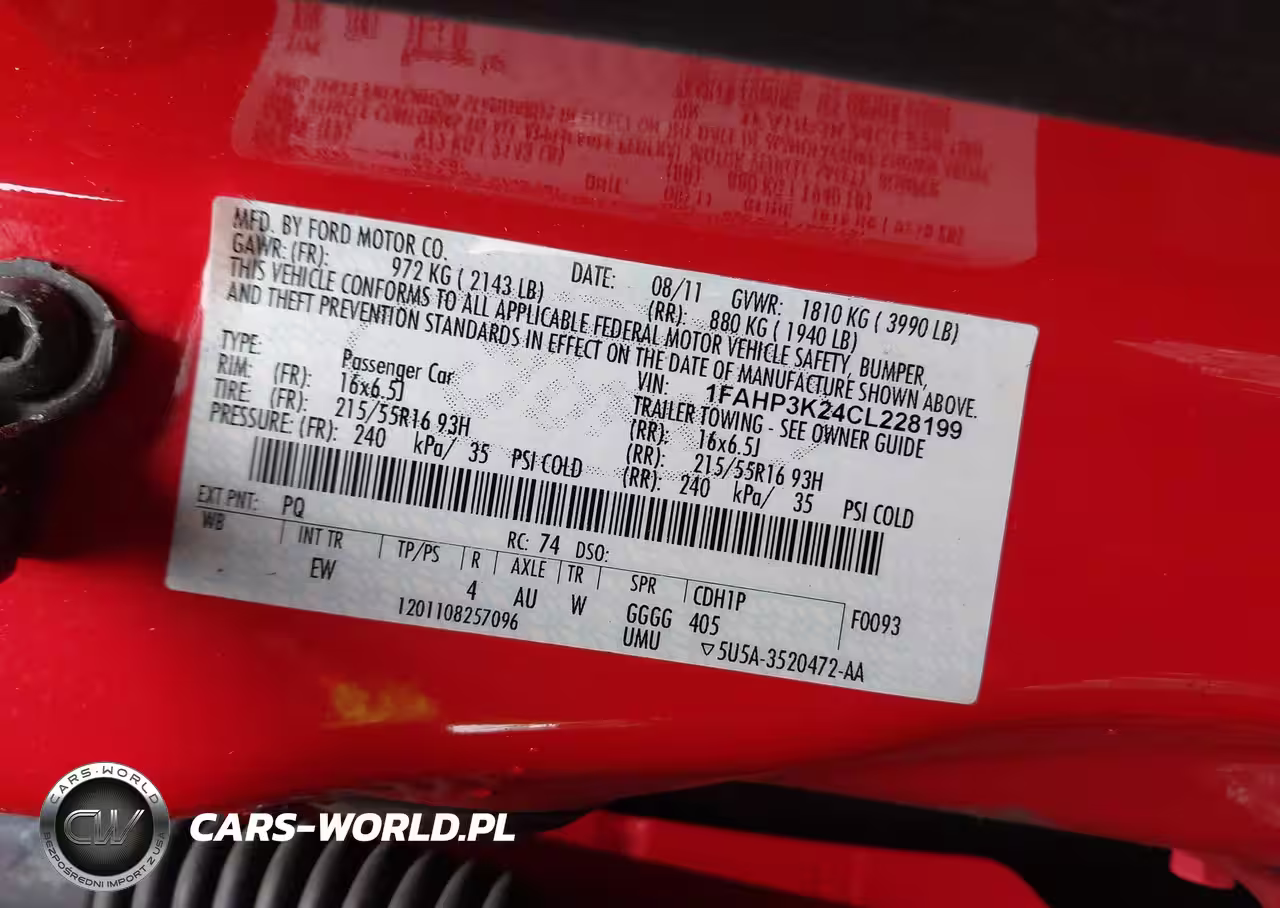 MFD. BY FORD MOTOR CO. DATE: 08/11 GVWR: 1810 KG ( 3990 LB)
GAWR: (FR): 972 KG ( 2143 LB) (RR): 880 KG ( 1940 LB)
THIS VEHICLE CONFORMS TO ALL APPLICABLE FEDERAL MOTOR VEHICLE SAFETY, BUMPER,
AND THEFT PREVENTION STANDARDS IN EFFECT ON THE DATE OF MANUFACTURE SHOWN ABOVE.
VIN: 1FAHP3K24CL228199
TYPE: Passenger Car TRAILER TOWING - SEE OWNER GUIDE
RIM: (FR): 16x6.5J (RR): 16x6.5J
TIRE: (FR): 215/55R16 93H (RR): 215/55R16 93H
PRESSURE: (FR): 240 kPa/ 35 PSI COLD (RR): 240 kPa/ 35 PSI COLD
EXT PNT: PQ RC: 74 DSO:
WB INT TR TP/PS R AXLE TR SPR CDH1P F0093
EW 4 AU W GGGG 405
1201108257096 UMU ▽5U5A-3520472-AA
CARS-WORLD
CW
BEZPOŚREDNI IMPORT Z USA
CARS-WORLD.PL